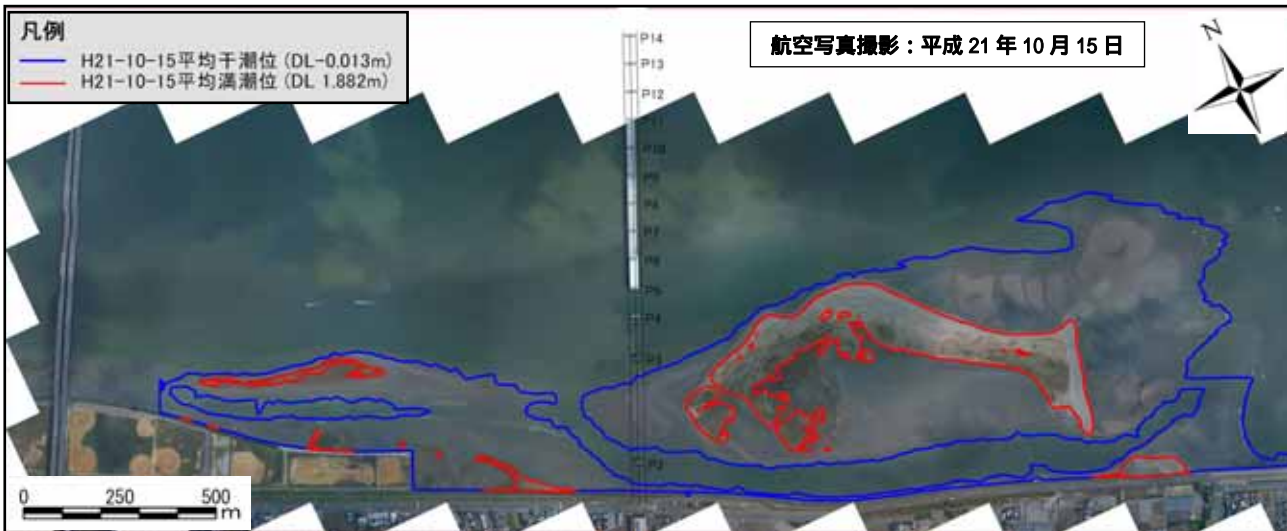 凡例
H21-10-15平均干潮位 (DL-0.013m)
H21-10-15平均満潮位 (DL 1.882m)
航空写真撮影：平成 21 年 10 月 15 日
N
P14
P13
P12
P11
P10
P9
P8
P7
P6
P5
P4
P3
P2
0 250 500
m